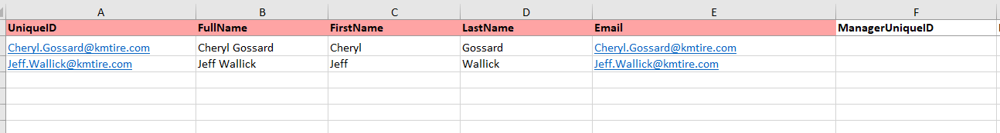 A B C D E F
UniqueID FullName FirstName LastName Email ManagerUniqueID
Cheryl.Gossard@kmtire.com Cheryl Gossard Cheryl Gossard Cheryl.Gossard@kmtire.com
Jeff.Wallick@kmtire.com Jeff Wallick Jeff Wallick Jeff.Wallick@kmtire.com